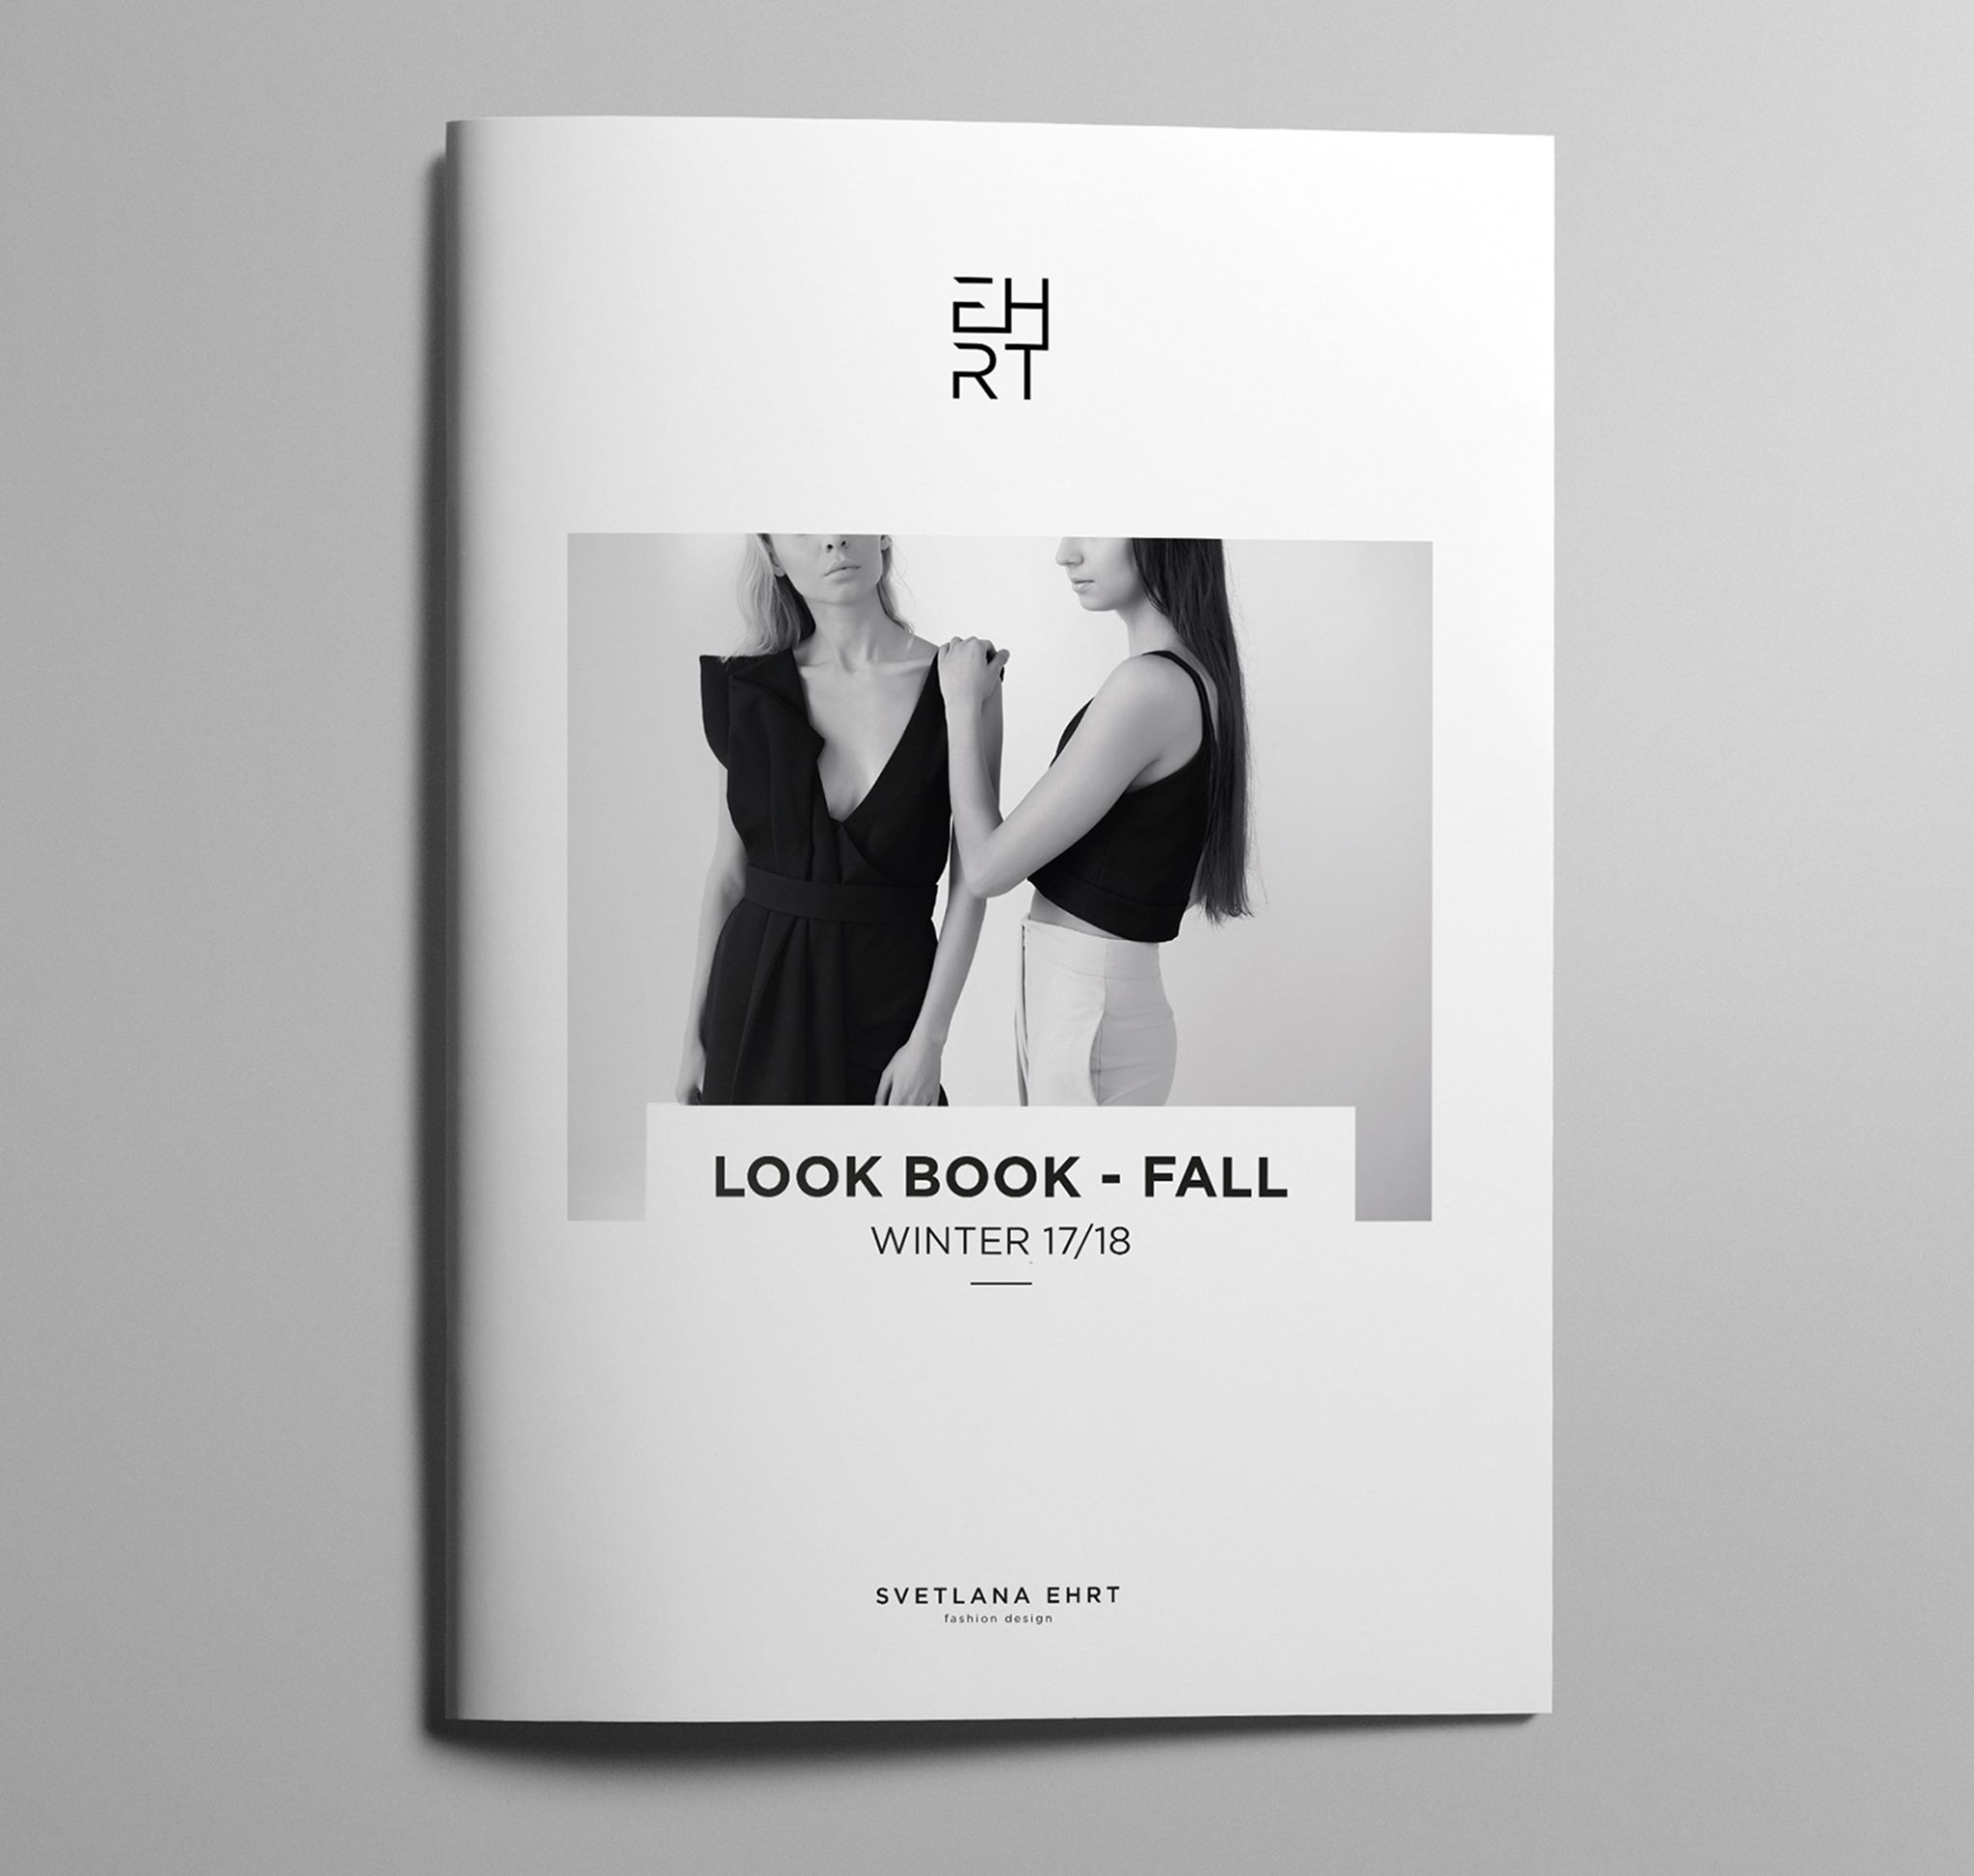 EH
RT
LOOK BOOK - FALL
WINTER 17/18
SVETLANA EHRT
fashion design